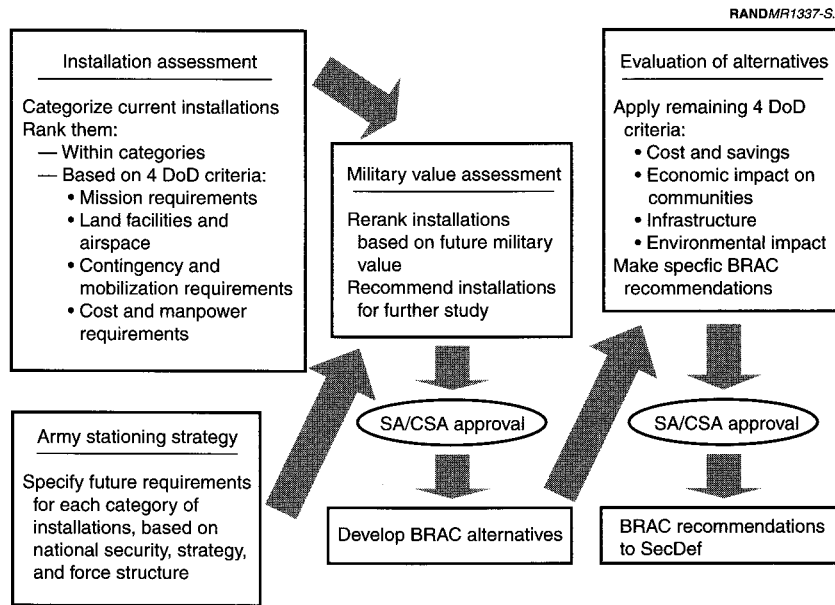 RANDMR1337-S.
Installation assessment
Categorize current installations
Rank them:
— Within categories
— Based on 4 DoD criteria:
• Mission requirements
• Land facilities and
airspace
• Contingency and
mobilization requirements
• Cost and manpower
requirements
Army stationing strategy
Specify future requirements
for each category of
installations, based on
national security, strategy,
and force structure
Military value assessment
Rerank installations
based on future military
value
Recommend installations
for further study
SA/CSA approval
Develop BRAC alternatives
Evaluation of alternatives
Apply remaining 4 DoD
criteria:
• Cost and savings
• Economic impact on
communities
• Infrastructure
• Environmental impact
Make specfic BRAC
recommendations
SA/CSA approval
BRAC recommendations
to SecDef